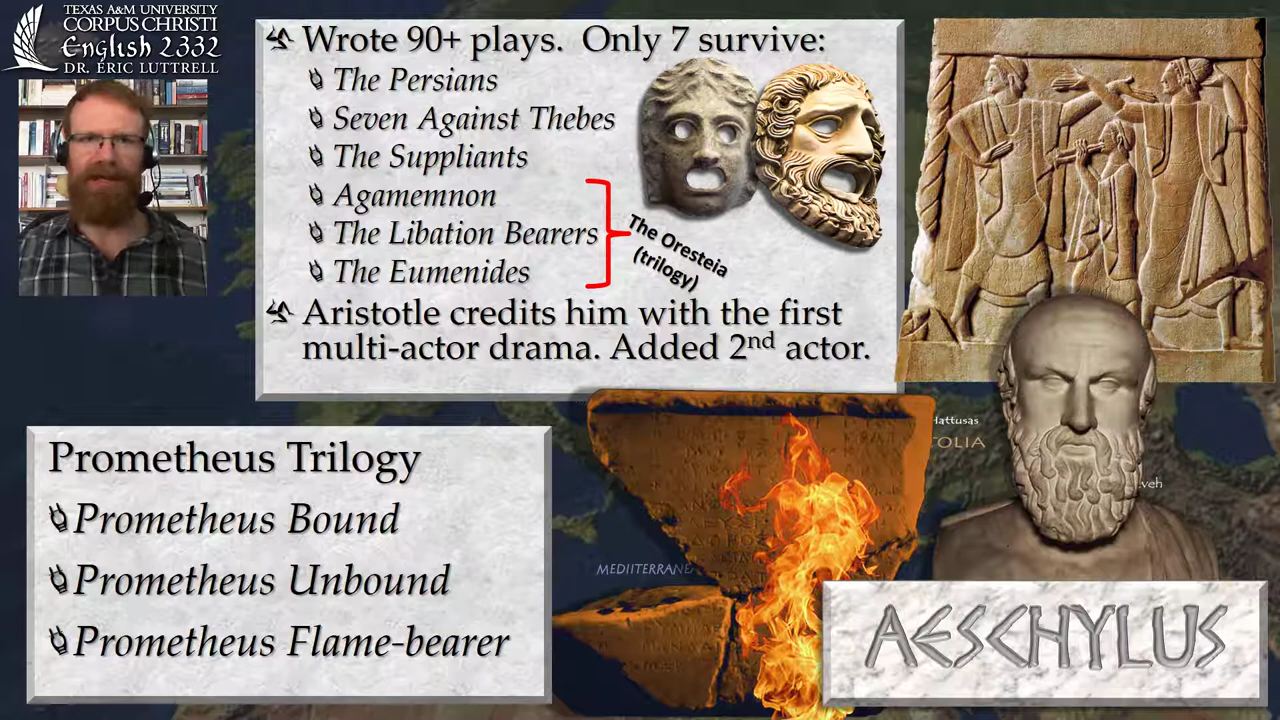 TEXAS A&M UNIVERSITY
CORPUS CHRISTI
English 2332
DR. ERIC LUTTRELL
Wrote 90+ plays. Only 7 survive:
The Persians
Seven Against Thebes
The Suppliants
Agamemnon
The Libation Bearers
The Eumenides
The Oresteia
(trilogy)
Aristotle credits him with the first
multi-actor drama. Added 2nd actor.
Prometheus Trilogy
Prometheus Bound
Prometheus Unbound
Prometheus Flame-bearer
AESCHYLUS